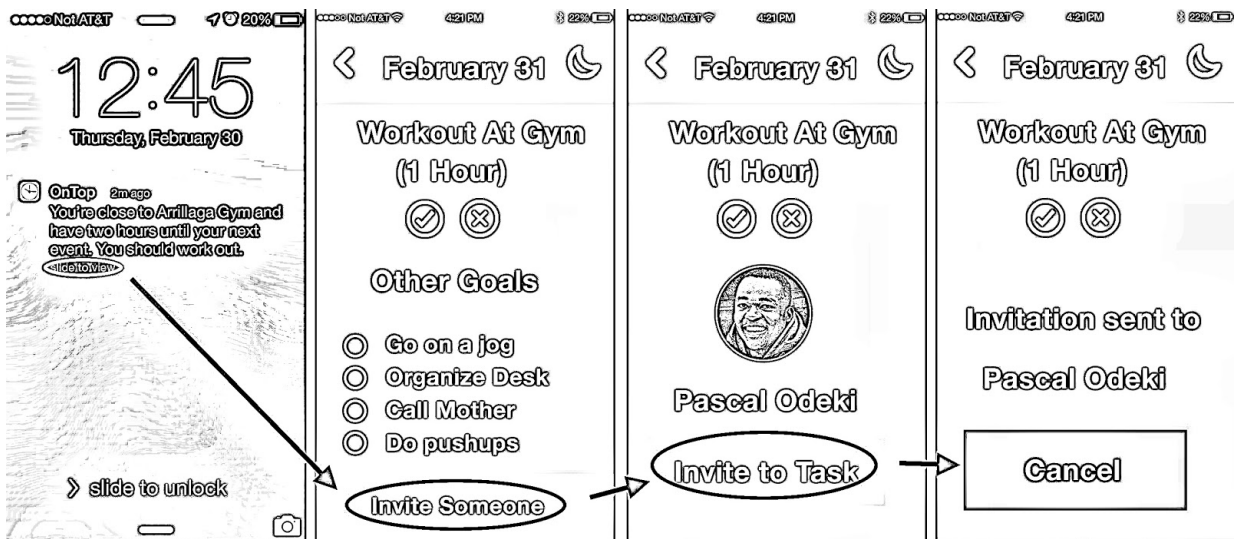 Not AT&T 20%
12:45
Thursday, February 30
OnTop 2m ago
You're close to Arrillaga Gym and
have two hours until your next
event. You should work out.
slide to view
slide to unlock
Not AT&T 4:21 PM 22%
February 31
Workout At Gym
(1 Hour)
Other Goals
Go on a jog
Organize Desk
Call Mother
Do pushups
Invite Someone
Not AT&T 4:21 PM 22%
February 31
Workout At Gym
(1 Hour)
Pascal Odeki
Invite to Task
Not AT&T 4:21 PM 22%
February 31
Workout At Gym
(1 Hour)
Invitation sent to
Pascal Odeki
Cancel